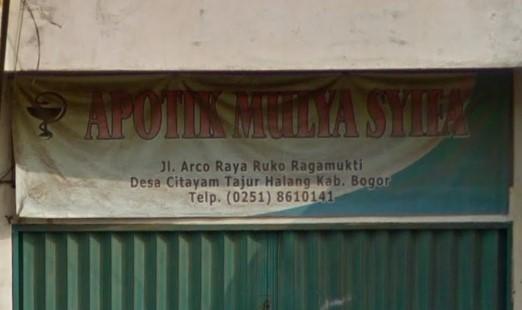 APOTIK MULYA SYIFA
Jl. Arco Raya Ruko Ragamukti
Desa Citayam Tajur Halang Kab. Bogor
Telp. (0251) 8610141